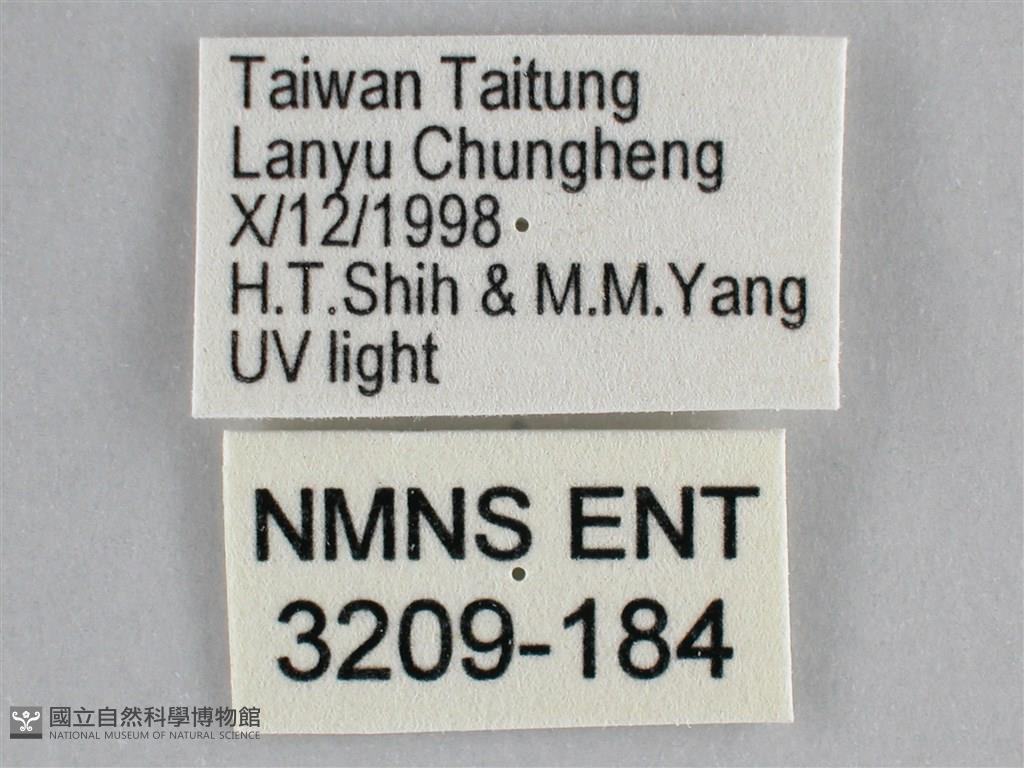 Taiwan Taitung
Lanyu Chungheng
X/12/1998
H.T.Shih & M.M.Yang
UV light
NMNS ENT
3209-184
國立自然科學博物館
NATIONAL MUSEUM OF NATURAL SCIENCE